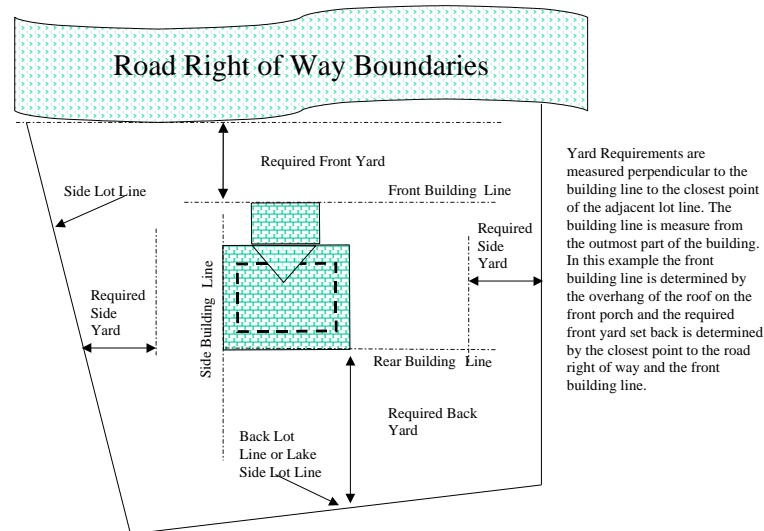 Road Right of Way Boundaries
Required Front Yard
Side Lot Line
Front Building Line
Required
Side
Yard
Required
Side
Yard
Side Building Line
Rear Building Line
Required Back
Yard
Back Lot
Line or Lake
Side Lot Line
Yard Requirements are
measured perpendicular to the
building line to the closest point
of the adjacent lot line. The
building line is measure from
the outmost part of the building.
In this example the front
building line is determined by
the overhang of the roof on the
front porch and the required
front yard set back is determined
by the closest point to the road
right of way and the front
building line.